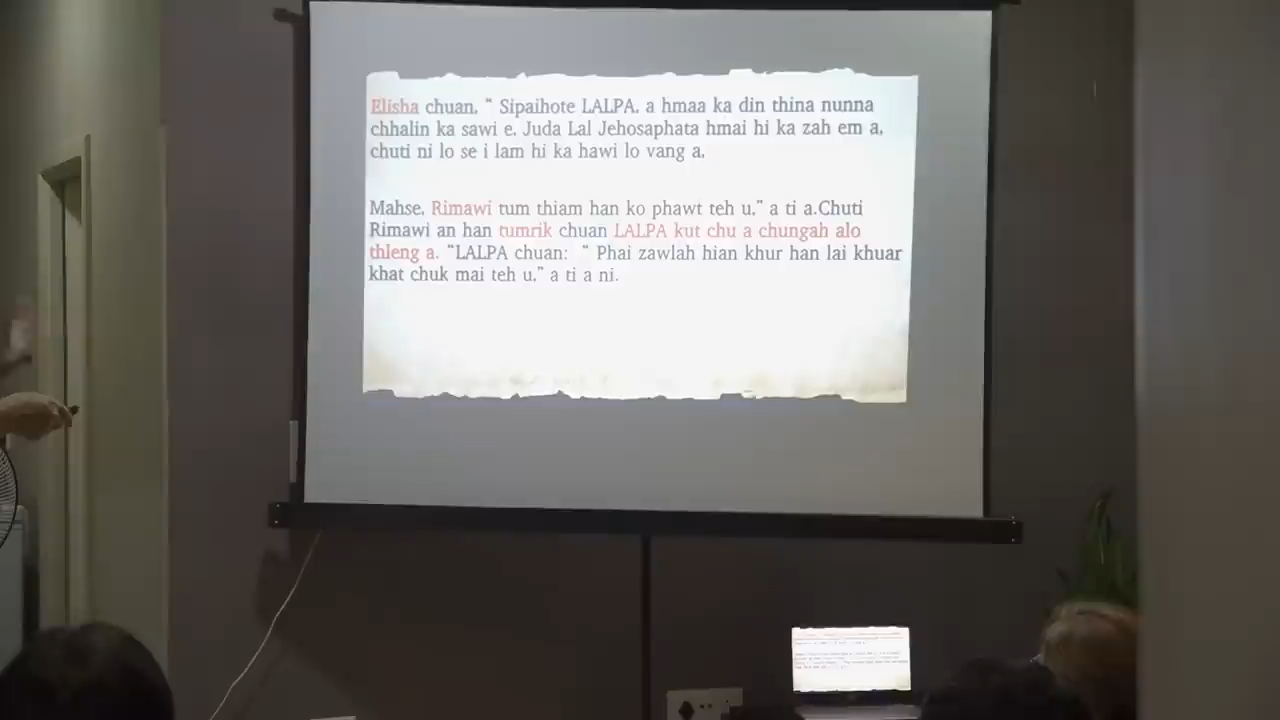 Elisha chuan, “ Sipaihote LALPA, a hmaa ka din thina nunna
chhalin ka sawi e. Juda Lal Jehosaphata hmai hi ka zah em a,
chuti ni lo se i lam hi ka hawi lo vang a,
Mahse, Rimawi tum thiam han ko phawt teh u,” a ti a.Chuti
Rimawi an han tumrik chuan LALPA kut chu a chungah alo
thleng a. “LALPA chuan: “ Phai zawlah hian khur han lai khuar
khat chuk mai teh u,” a ti a ni.